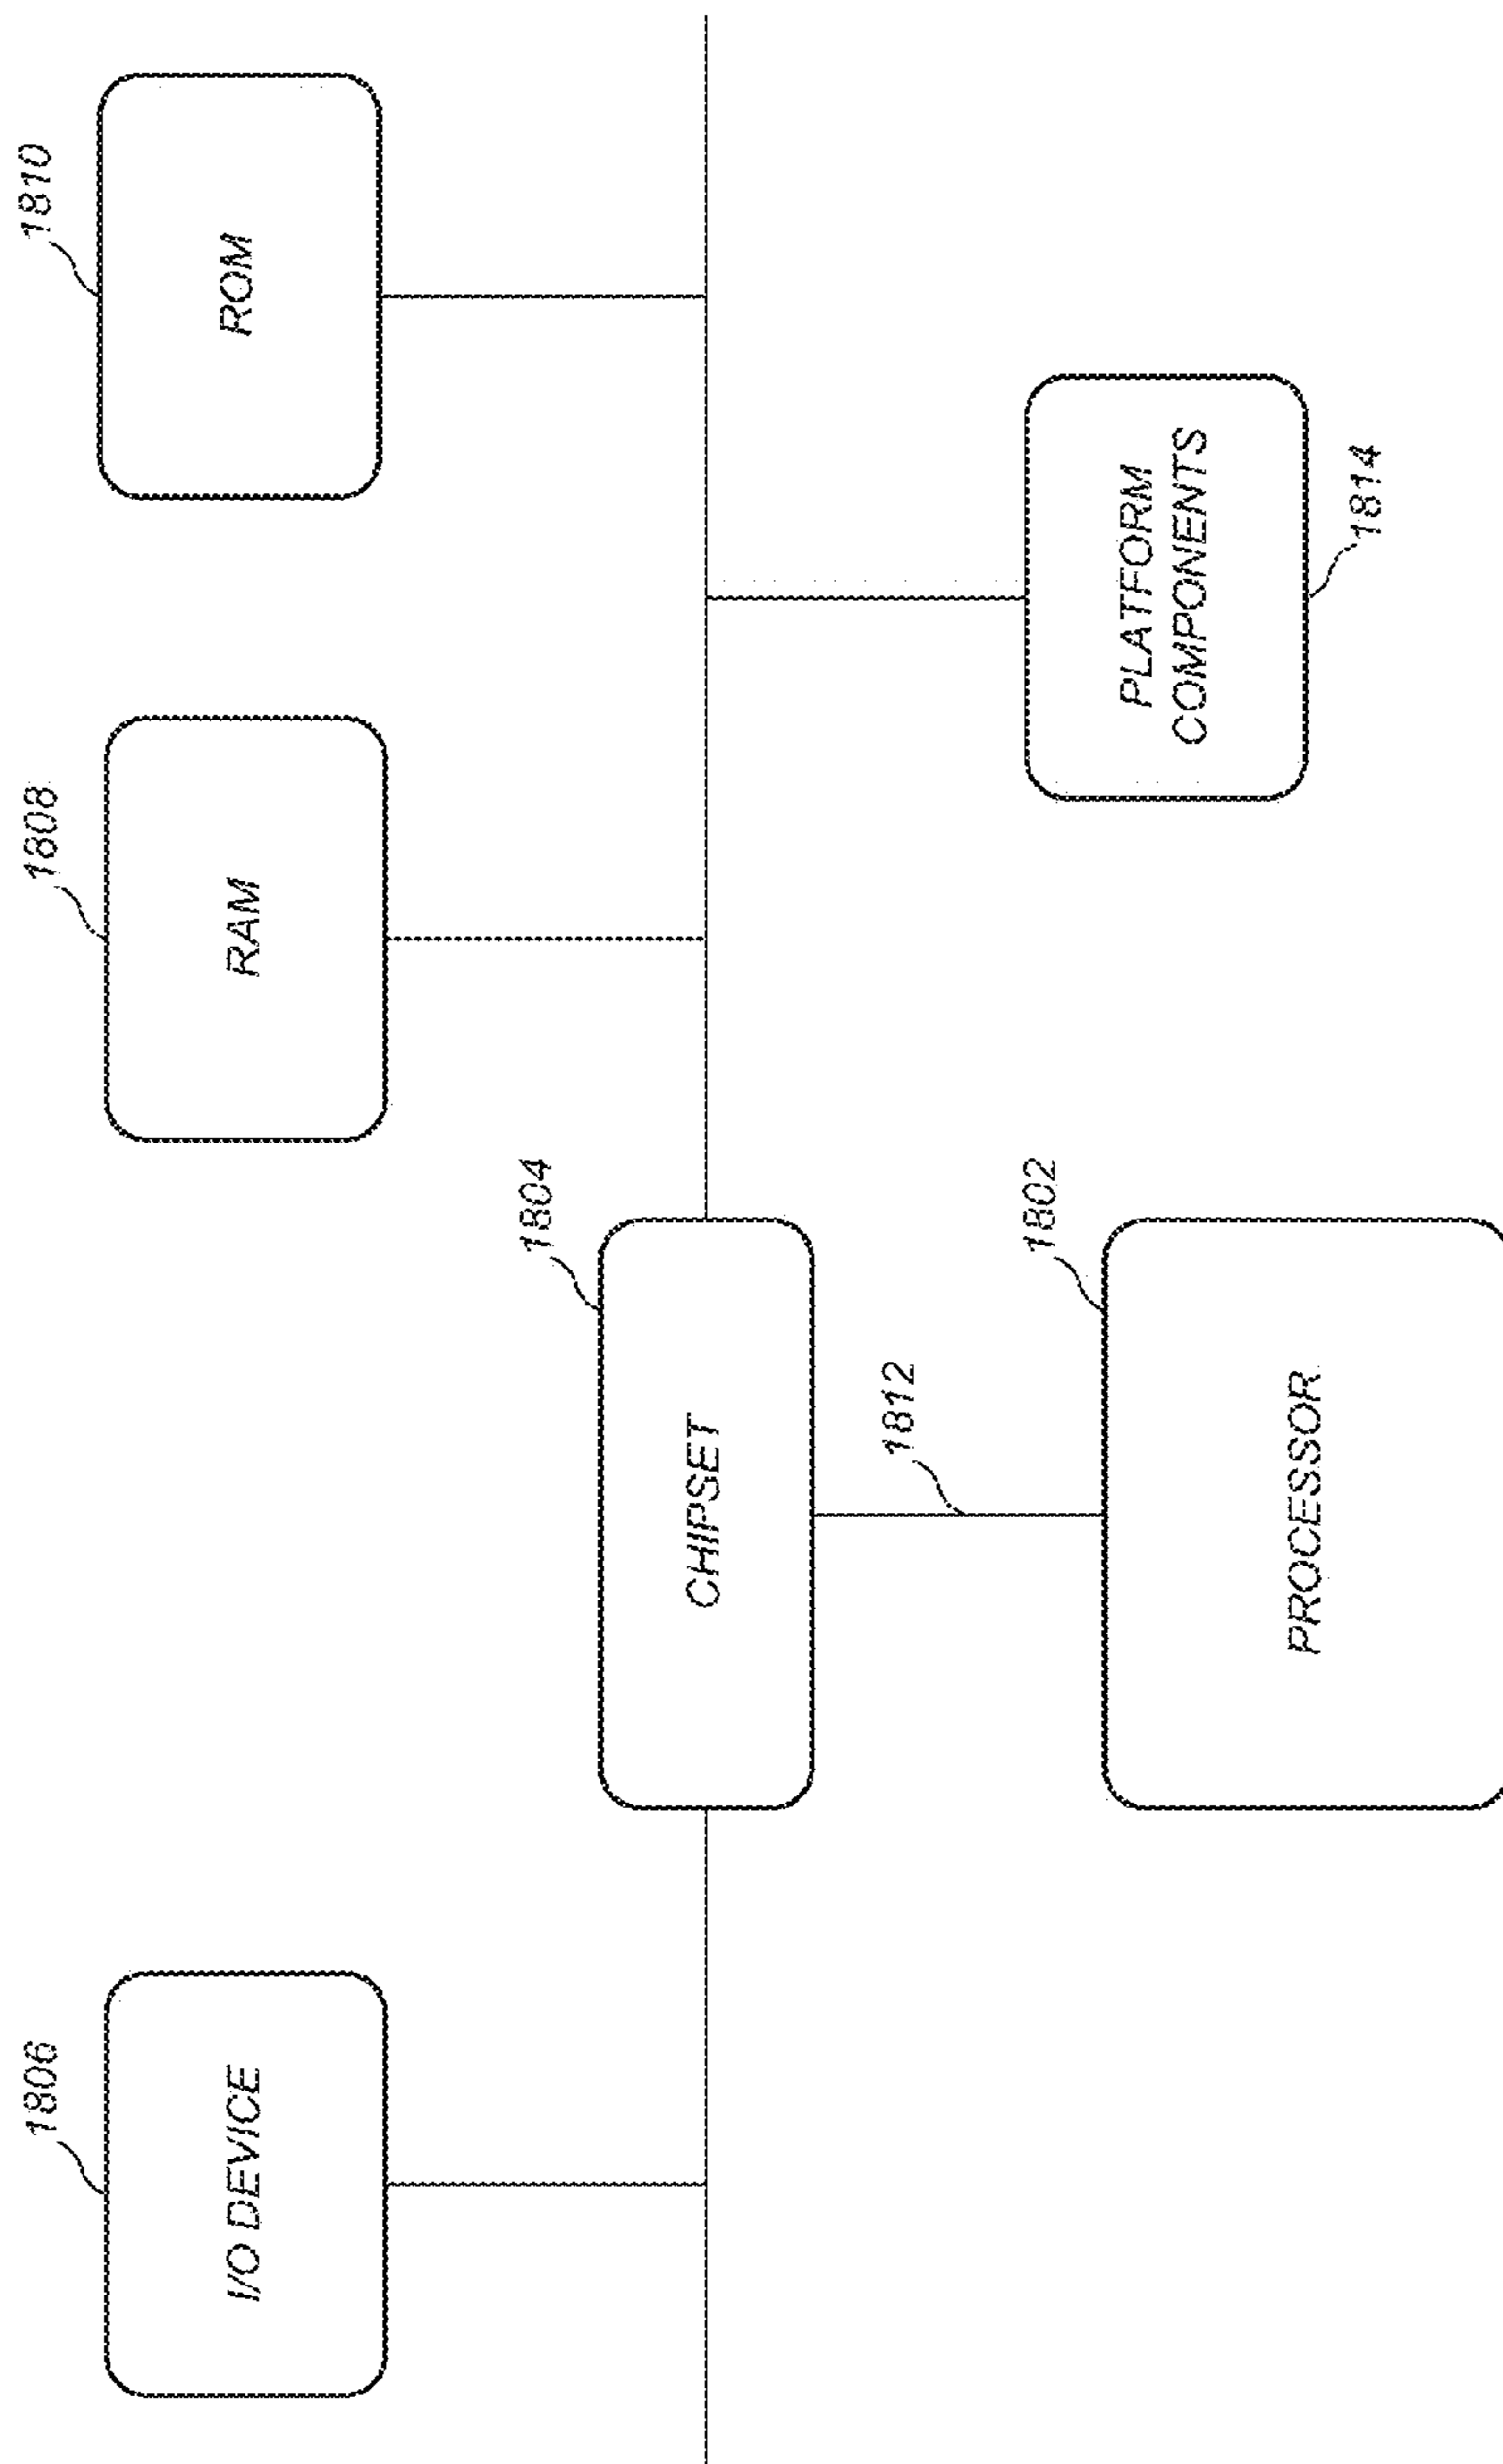 1806
I/O DEVICE
1808
RAM
1810
ROM
1804
CHIPSET
1812
1802
PROCESSOR
PLATFORM
COMPONENTS
1814